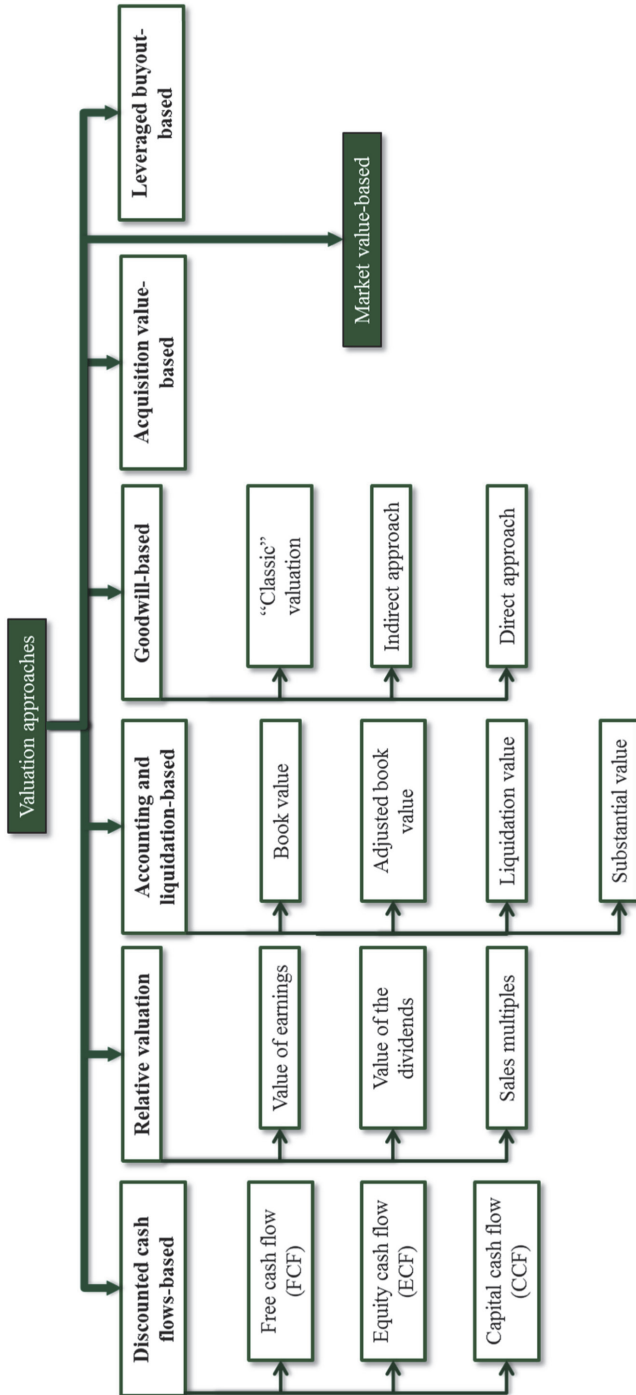 Valuation approaches
Discounted cash
flows-based
Free cash flow
(FCF)
Equity cash flow
(ECF)
Capital cash flow
(CCF)
Relative valuation
Value of earnings
Value of the
dividends
Sales multiples
Accounting and
liquidation-based
Book value
Adjusted book
value
Liquidation value
Substantial value
Goodwill-based
“Classic”
valuation
Indirect approach
Direct approach
Acquisition value-
based
Leveraged buyout-
based
Market value-based